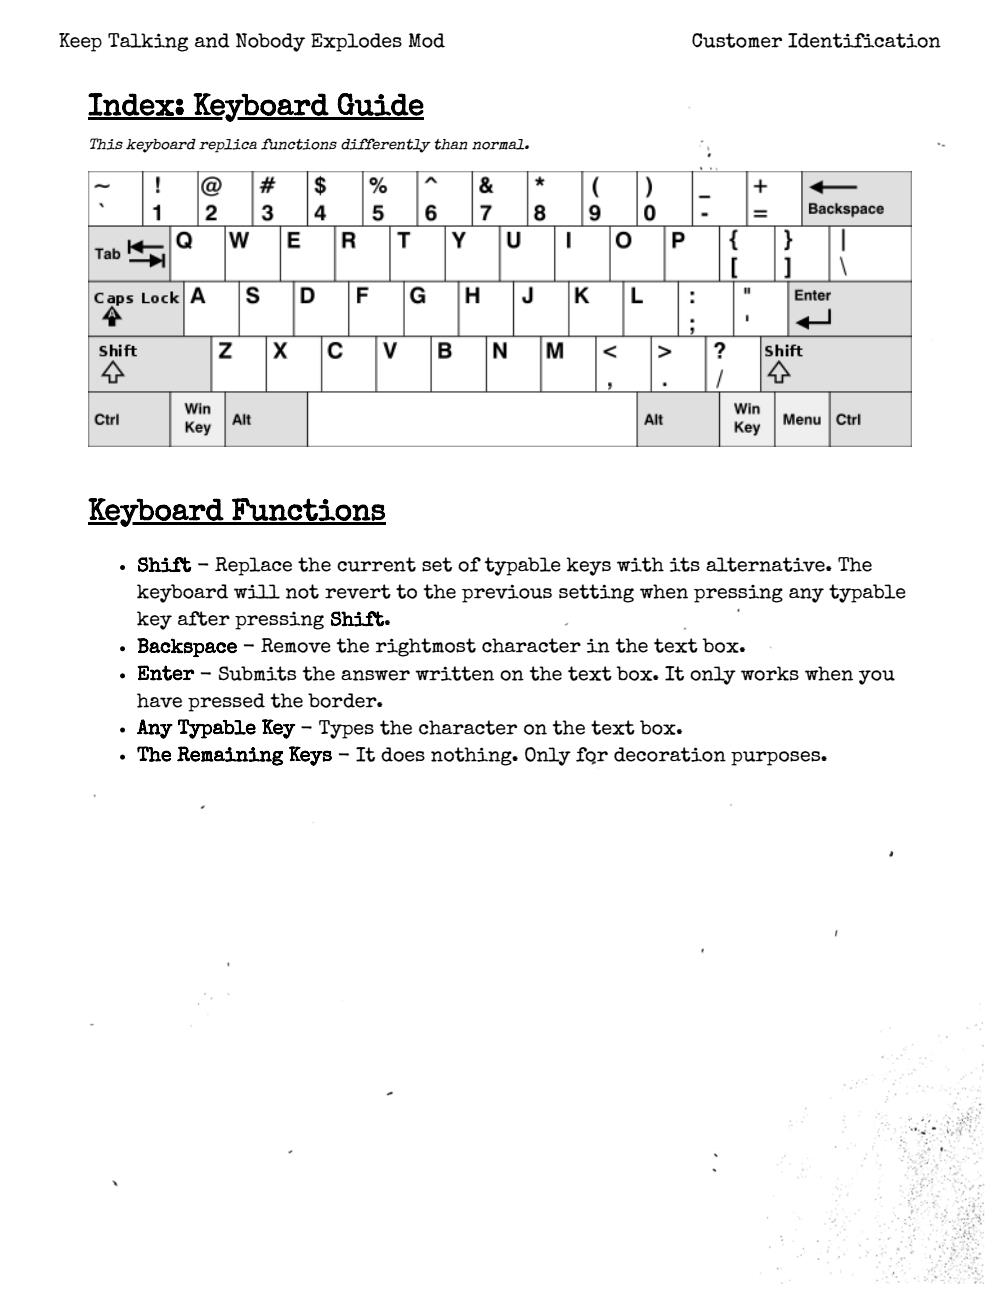 Keep Talking and Nobody Explodes Mod Customer Identification
Index: Keyboard Guide
This keyboard replica functions differently than normal.
~ ! @ # $ % ^ & * ( ) _ +
` 1 2 3 4 5 6 7 8 9 0 - = Backspace
Tab Q W E R T Y U I O P { } |
[ ] \
Caps Lock A S D F G H J K L : " Enter
; '
Shift Z X C V B N M < > ? Shift
, . /
Ctrl Win Key Alt Alt Win Key Menu Ctrl
Keyboard Functions
• Shift – Replace the current set of typable keys with its alternative. The
keyboard will not revert to the previous setting when pressing any typable
key after pressing Shift.
• Backspace – Remove the rightmost character in the text box.
• Enter – Submits the answer written on the text box. It only works when you
have pressed the border.
• Any Typable Key – Types the character on the text box.
• The Remaining Keys – It does nothing. Only for decoration purposes.